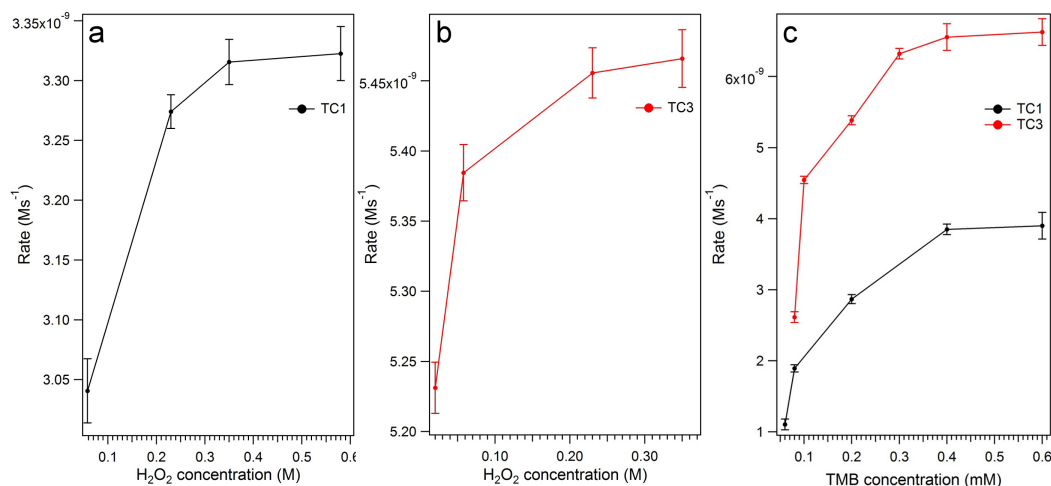 a
3.35x10⁻⁹
3.30
3.25
3.20
3.15
3.10
3.05
Rate (Ms⁻¹)
TC1
0.1
0.2
0.3
0.4
0.5
0.6
H₂O₂ concentration (M)
b
5.45x10⁻⁹
5.40
5.35
5.30
5.25
5.20
Rate (Ms⁻¹)
TC3
0.10
0.20
0.30
H₂O₂ concentration (M)
c
6x10⁻⁹
5
4
3
2
1
Rate (Ms⁻¹)
TC1
TC3
0.1
0.2
0.3
0.4
0.5
0.6
TMB concentration (mM)